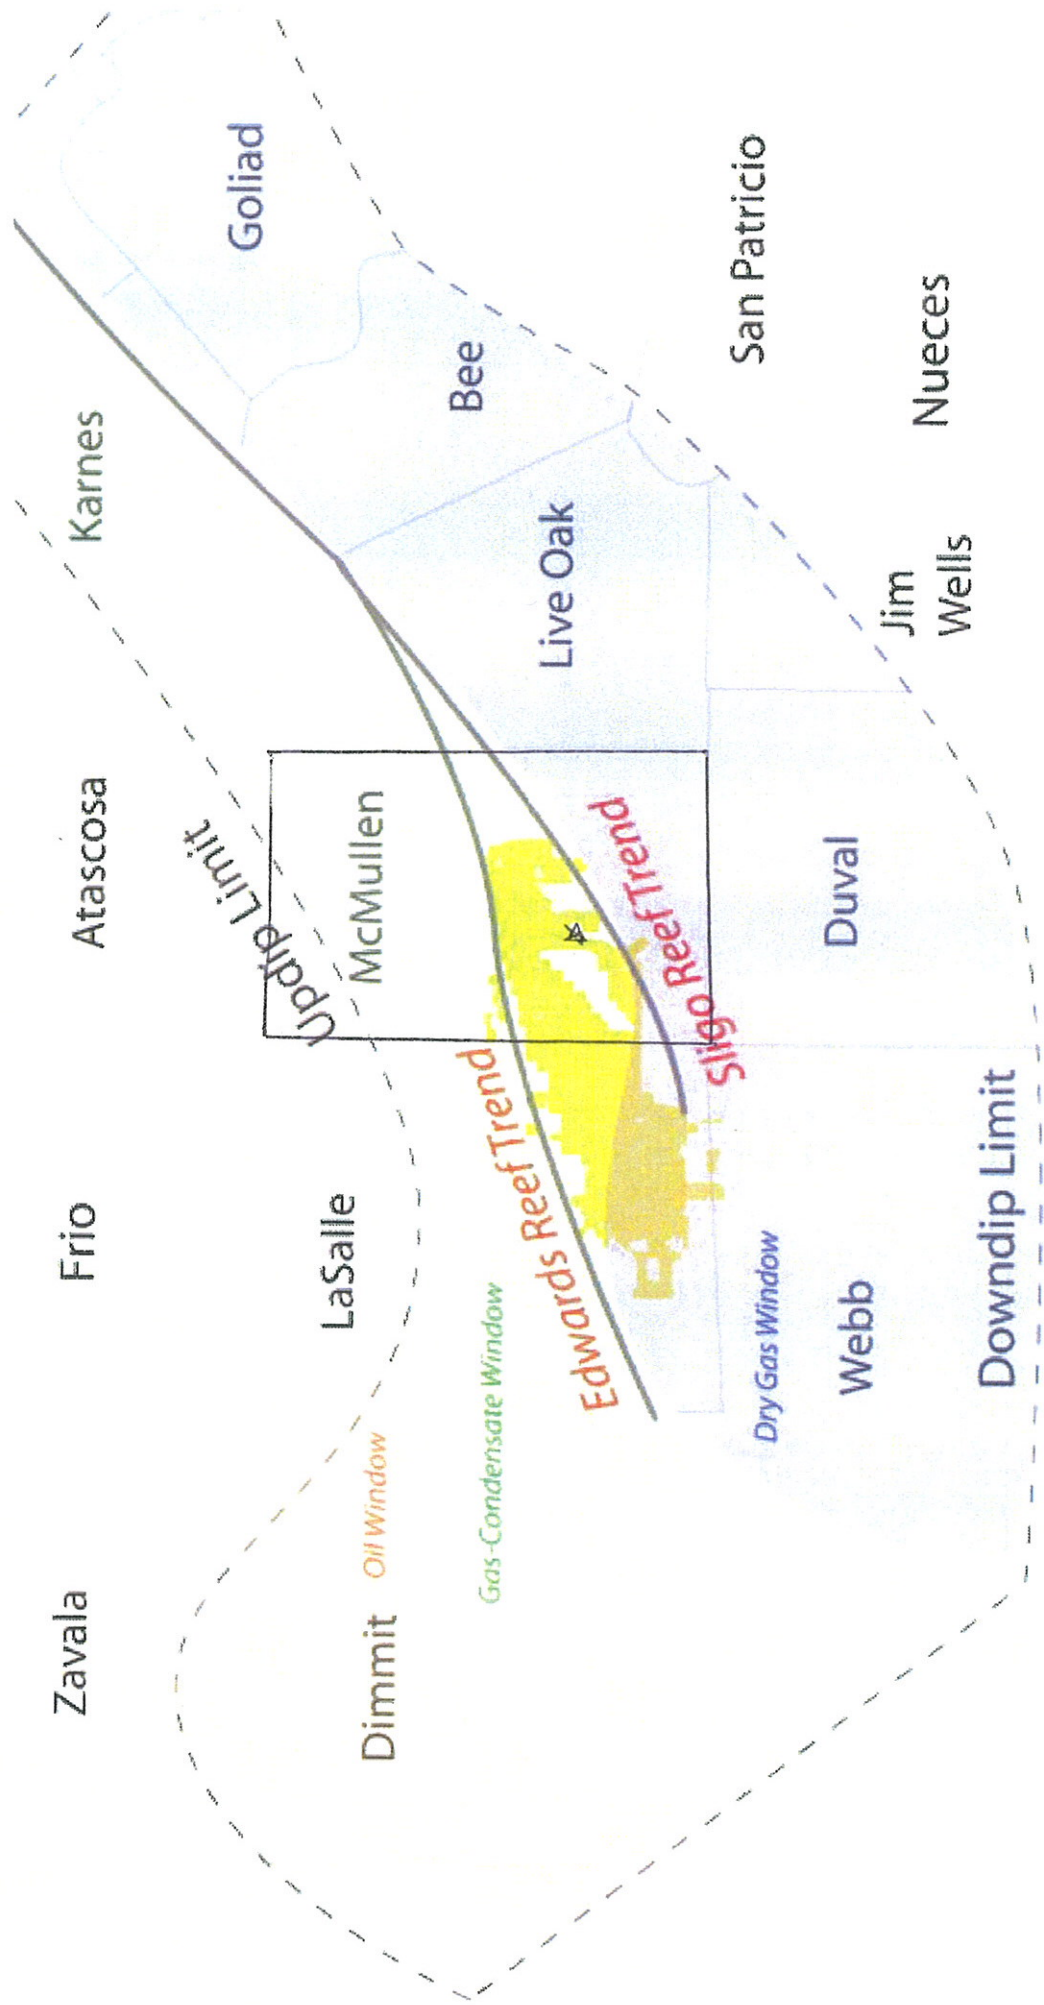 Zavala
Frio
Atascosa
Karnes
Goliad
Updip Limit
Dimmit
Oil Window
LaSalle
McMullen
Gas-Condensate Window
Edwards Reef Trend
Bee
Live Oak
Sligo Reef Trend
San Patricio
Dry Gas Window
Webb
Duval
Jim
Wells
Nueces
Downdip Limit